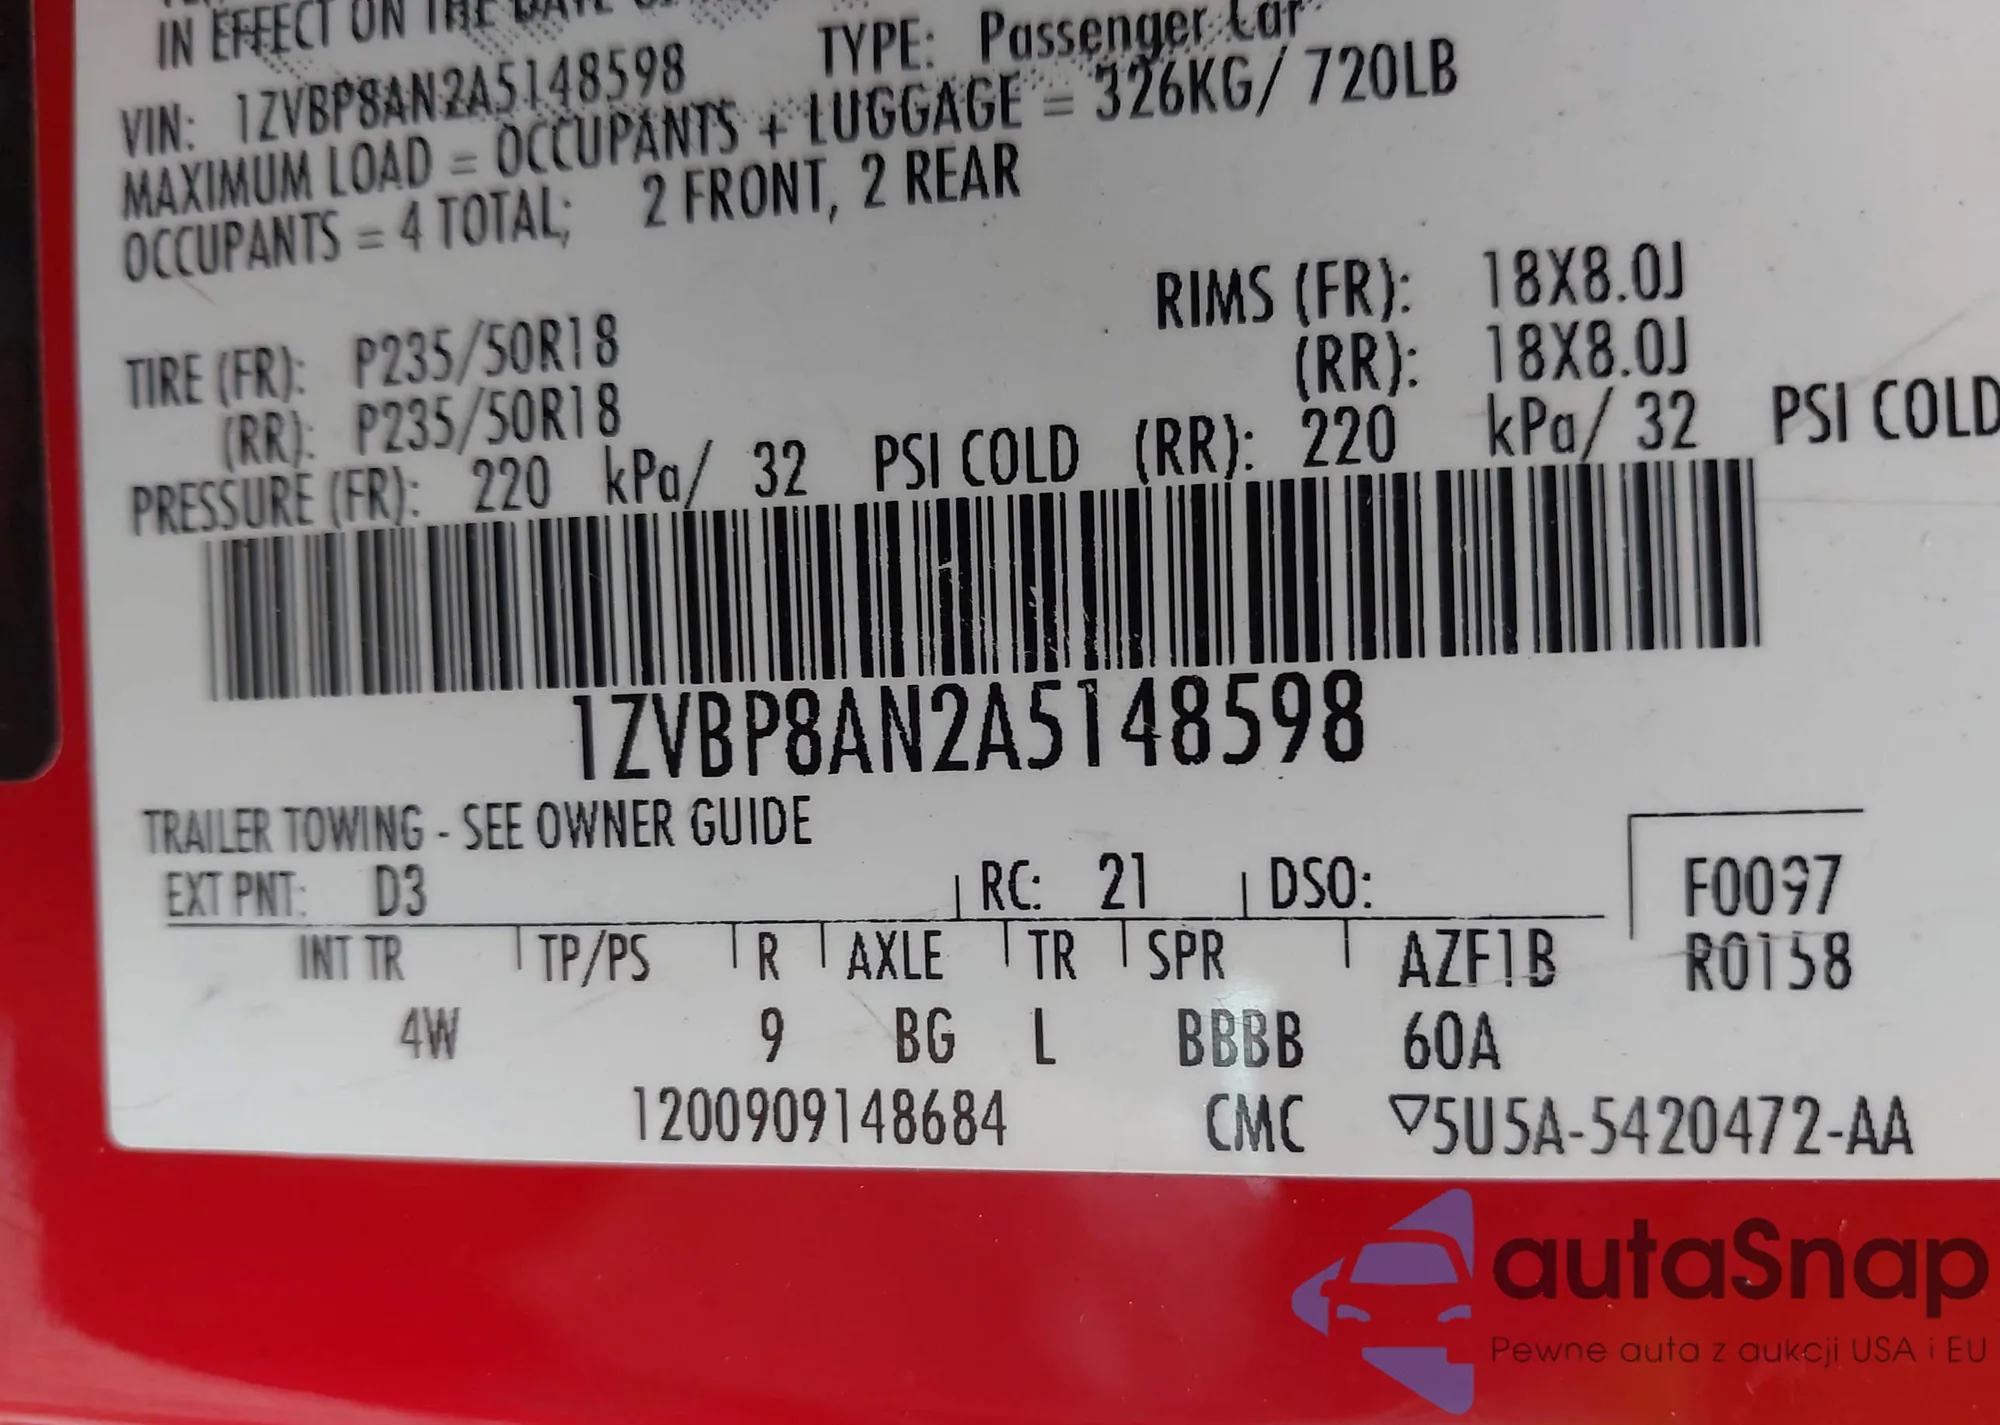 IN EFFECT ON THE DATE
VIN: 1ZVBP8AN2A5148598 TYPE: Passenger Car
MAXIMUM LOAD = OCCUPANTS + LUGGAGE = 326KG/ 720LB
OCCUPANTS = 4 TOTAL; 2 FRONT, 2 REAR
TIRE (FR): P235/50R18 RIMS (FR): 18X8.0J
(RR): P235/50R18 (RR): 18X8.0J
PRESSURE (FR): 220 kPa/ 32 PSI COLD (RR): 220 kPa/ 32 PSI COLD
1ZVBP8AN2A5148598
TRAILER TOWING - SEE OWNER GUIDE
EXT PNT: D3 RC: 21 DSO: F0097
INT TR TP/PS R AXLE TR SPR AZF1B R0158
4W 9 BG L BBBB 60A
1200909148684 CMC ▽5U5A-5420472-AA
autaSnap
Pewne auta z aukcji USA i EU